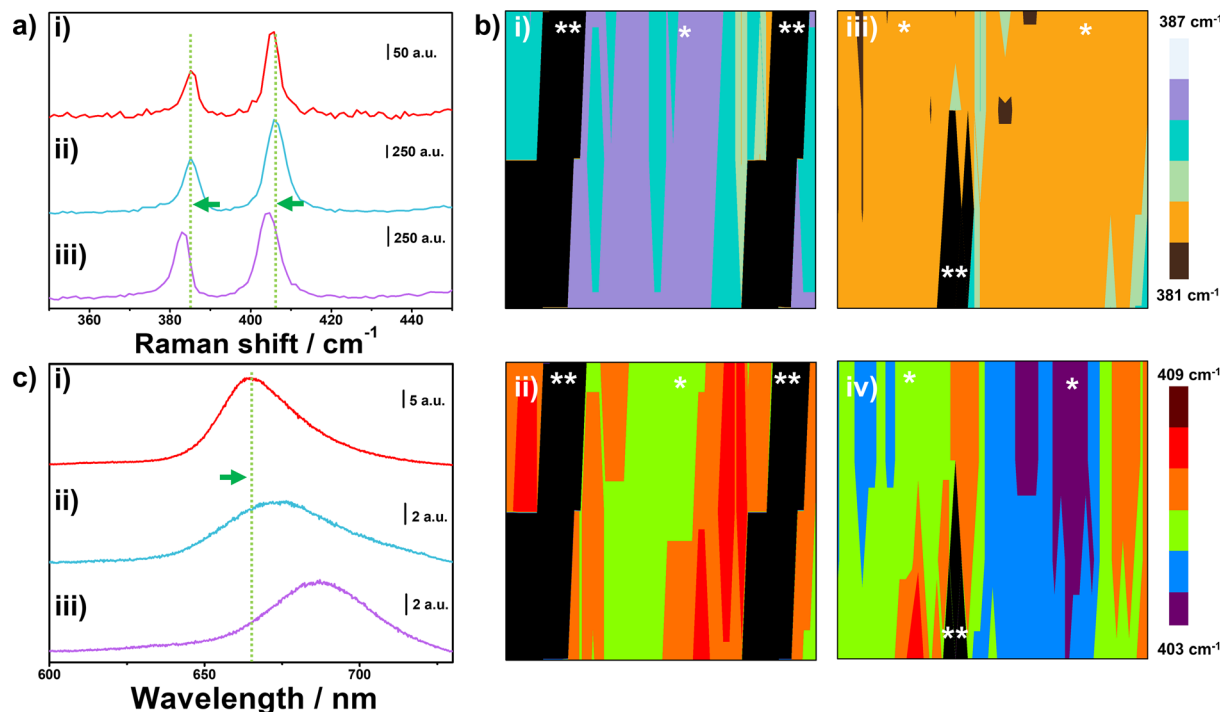 a)
i)
50 a.u.
ii)
250 a.u.
iii)
250 a.u.
360 380 400 420 440
Raman shift / cm-1
b)
i)
**
*
**
iii)
*
*
**
387 cm-1
381 cm-1
c)
i)
5 a.u.
ii)
2 a.u.
iii)
2 a.u.
600 650 700
Wavelength / nm
ii)
**
*
**
iv)
*
*
**
409 cm-1
403 cm-1